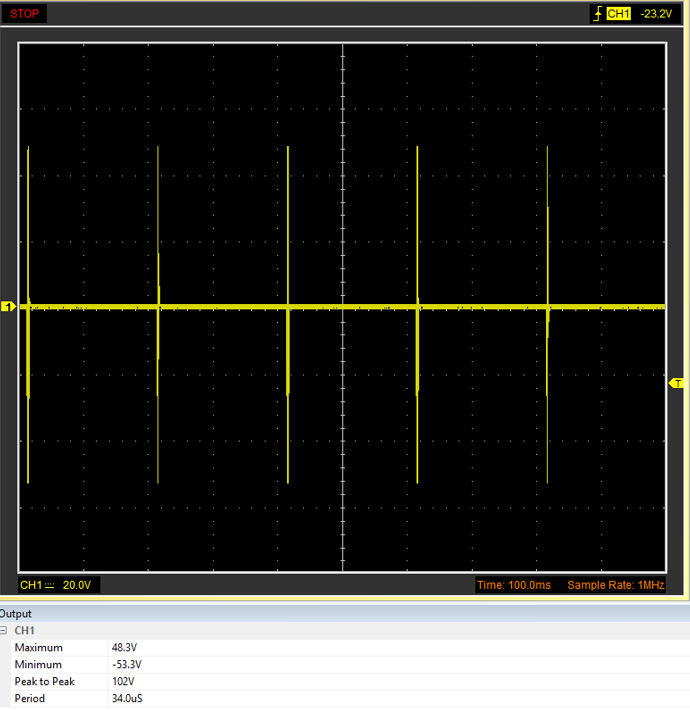 STOP
CH1 -23.2V
1
T
CH1 20.0V
Time: 100.0ms Sample Rate: 1MHz
Output
CH1
Maximum 48.3V
Minimum -53.3V
Peak to Peak 102V
Period 34.0uS